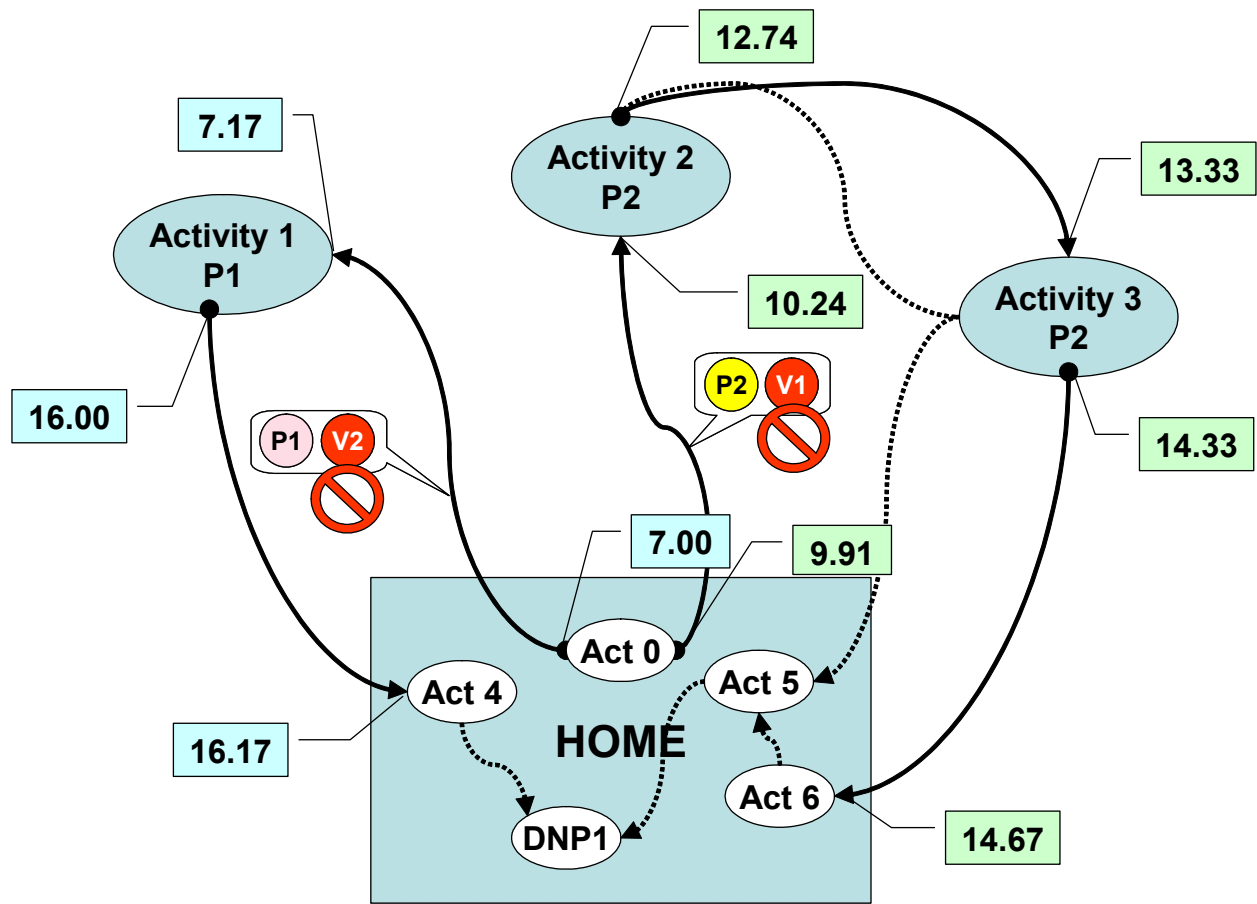 12.74
7.17
Activity 2
P2
13.33
Activity 1
P1
10.24
Activity 3
P2
P2 V1
16.00
P1 V2
14.33
7.00
9.91
Act 0
Act 4
Act 5
16.17
HOME
Act 6
DNP1
14.67